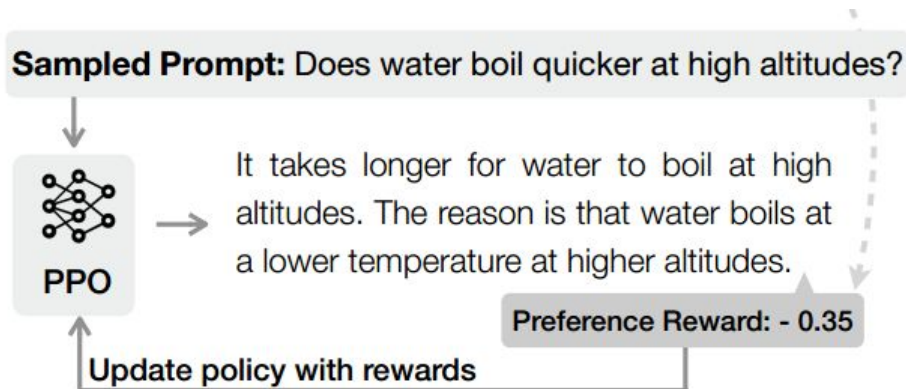 Sampled Prompt: Does water boil quicker at high altitudes?
It takes longer for water to boil at high
altitudes. The reason is that water boils at
a lower temperature at higher altitudes.
PPO
Preference Reward: - 0.35
Update policy with rewards